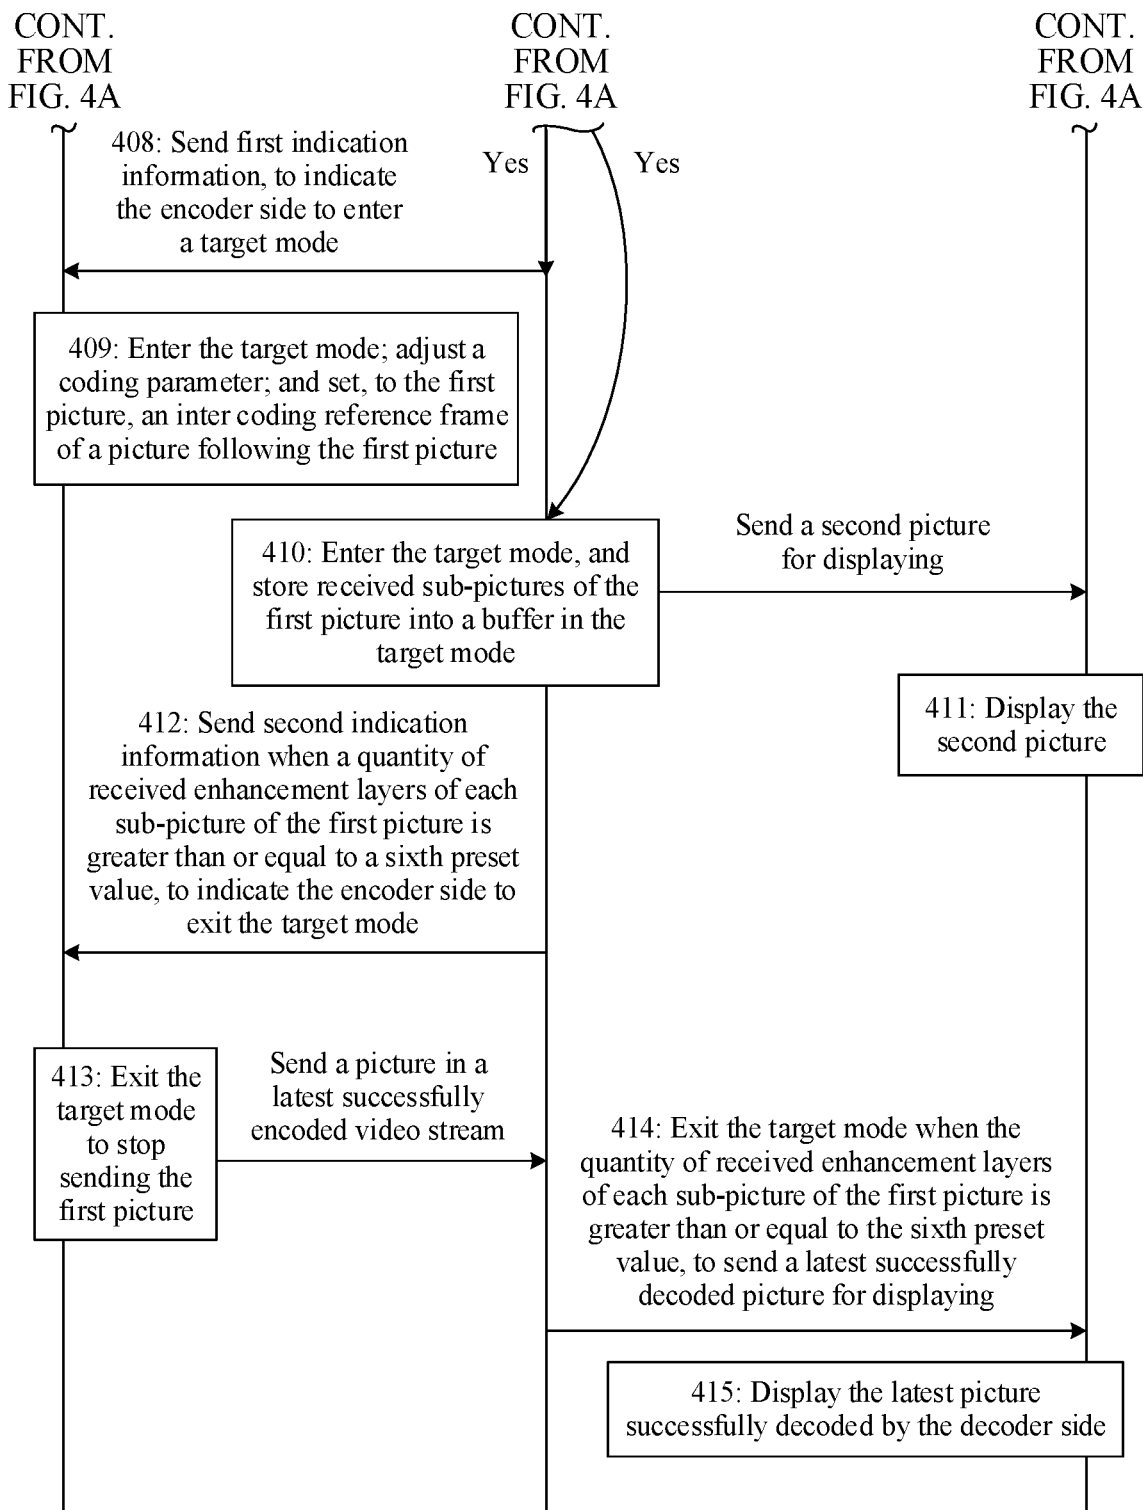 CONT.
FROM
FIG. 4A
CONT.
FROM
FIG. 4A
CONT.
FROM
FIG. 4A
408: Send first indication
information, to indicate
the encoder side to enter
a target mode
Yes
Yes
409: Enter the target mode; adjust a
coding parameter; and set, to the first
picture, an inter coding reference frame
of a picture following the first picture
410: Enter the target mode, and
store received sub-pictures of the
first picture into a buffer in the
target mode
Send a second picture
for displaying
411: Display the
second picture
412: Send second indication
information when a quantity of
received enhancement layers of each
sub-picture of the first picture is
greater than or equal to a sixth preset
value, to indicate the encoder side to
exit the target mode
413: Exit the
target mode
to stop
sending the
first picture
Send a picture in a
latest successfully
encoded video stream
414: Exit the target mode when the
quantity of received enhancement layers
of each sub-picture of the first picture is
greater than or equal to the sixth preset
value, to send a latest successfully
decoded picture for displaying
415: Display the latest picture
successfully decoded by the decoder side